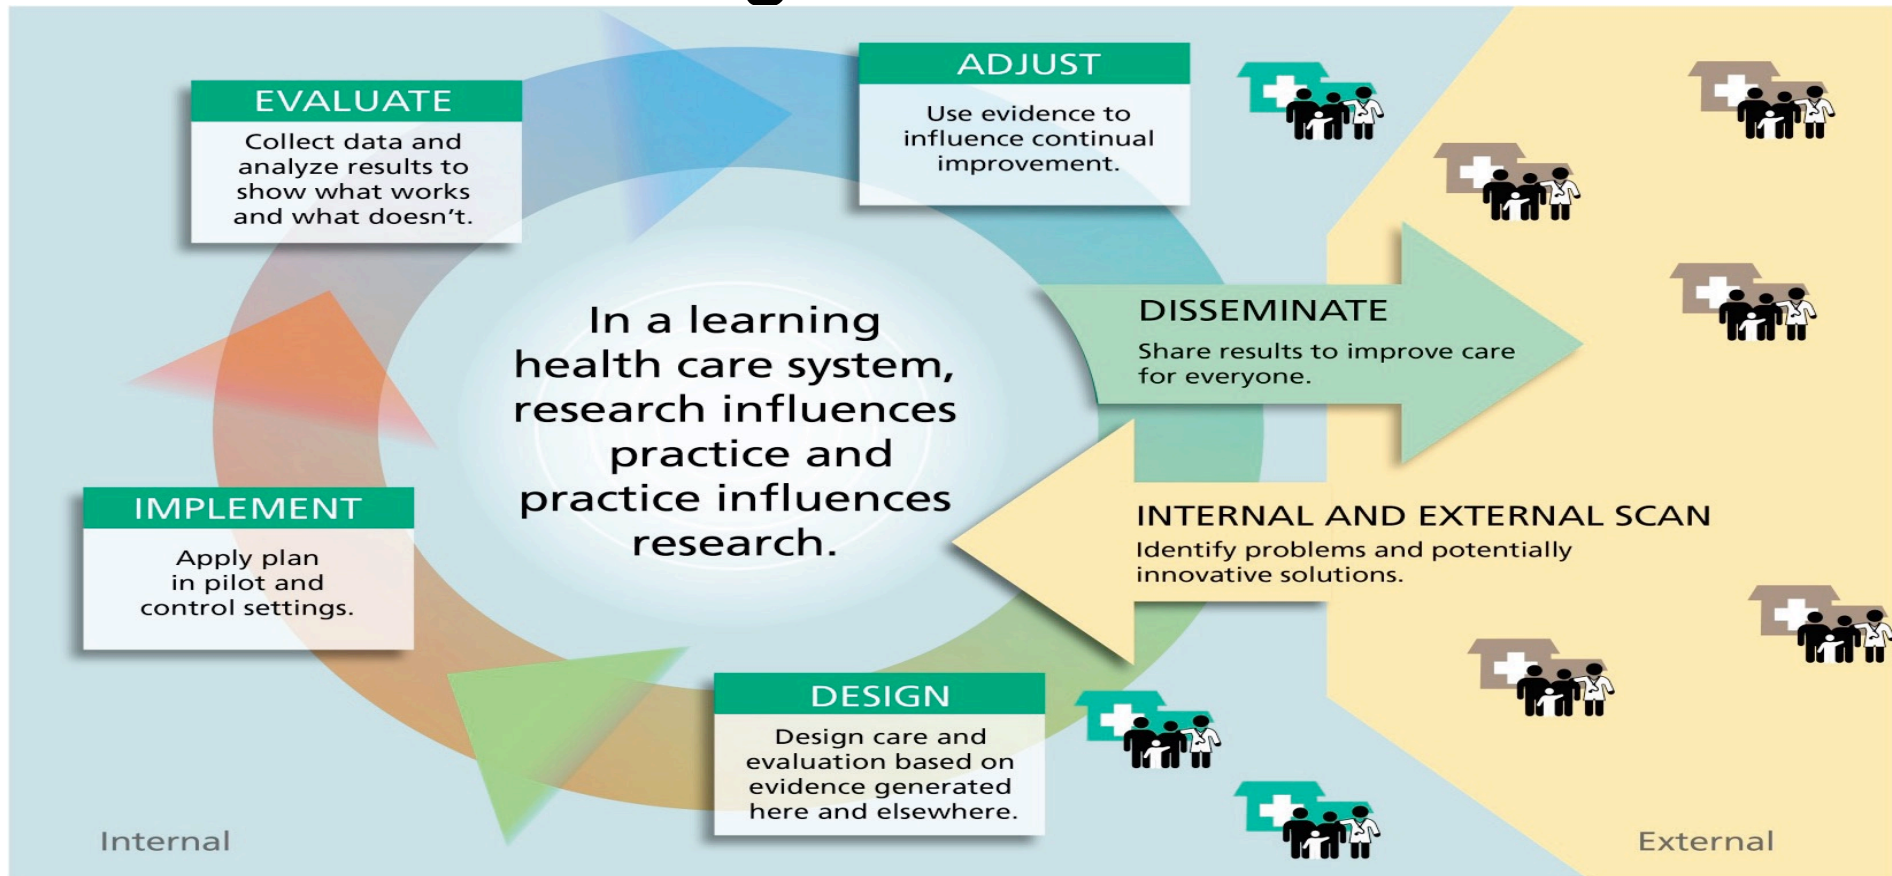 EVALUATE
Collect data and
analyze results to
show what works
and what doesn't.
ADJUST
Use evidence to
influence continual
improvement.
In a learning
health care system,
research influences
practice and
practice influences
research.
DISSEMINATE
Share results to improve care
for everyone.
INTERNAL AND EXTERNAL SCAN
Identify problems and potentially
innovative solutions.
IMPLEMENT
Apply plan
in pilot and
control settings.
DESIGN
Design care and
evaluation based on
evidence generated
here and elsewhere.
Internal
External